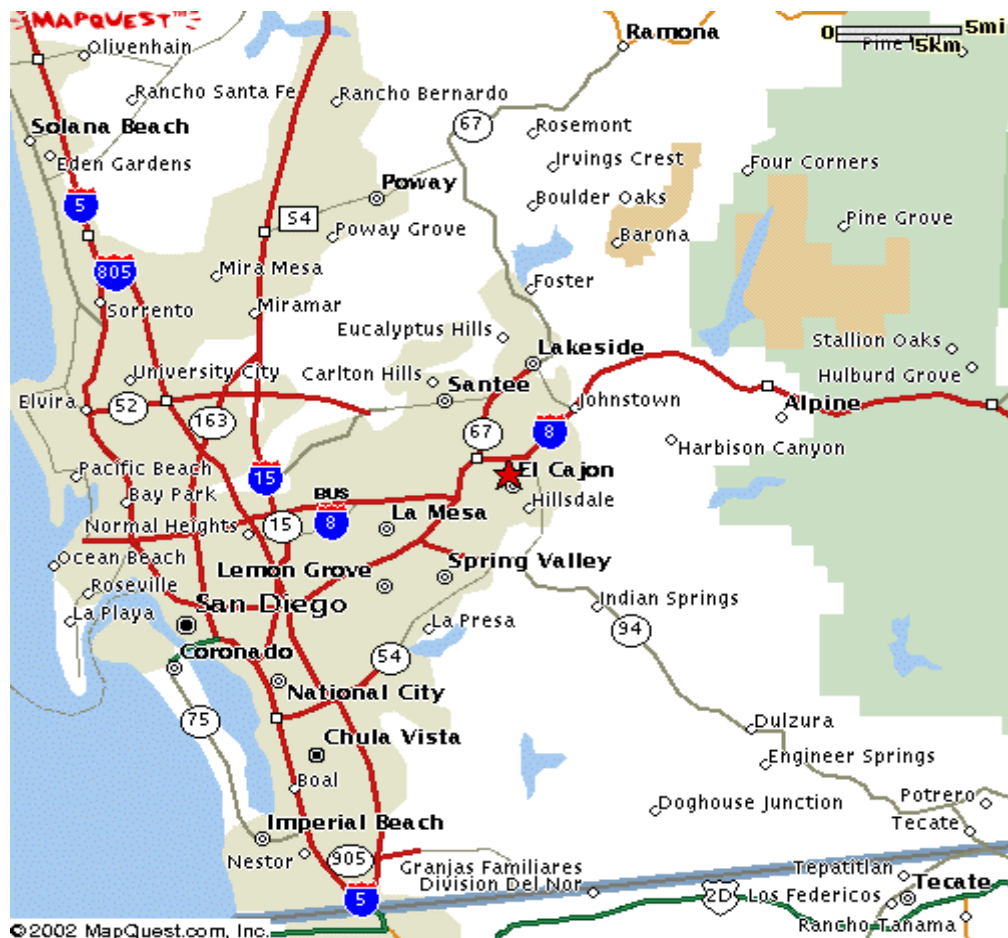 MAPQUEST™
Olivenhain
Ramona
0
5mi
5km
Pine
Rancho Santa Fe
Rancho Bernardo
67
Rosemont
Solana Beach
Eden Gardens
Irvings Crest
Four Corners
Poway
Boulder Oaks
5
S4
Pine Grove
Poway Grove
Barona
805
Mira Mesa
Foster
Sorrento
Miramar
Eucalyptus Hills
Lakeside
Stallion Oaks
University City
Carlton Hills
Santee
Hulburd Grove
Elvira
52
163
Johnstown
Alpine
67
8
Harbison Canyon
Pacific Beach
15
El Cajon
Bay Park
BUS
8
Hillsdale
Normal Heights
15
La Mesa
Ocean Beach
Lemon Grove
Spring Valley
Roseville
San Diego
Indian Springs
La Playa
La Presa
94
Coronado
54
National City
75
Dulzura
Chula Vista
Engineer Springs
Boal
Doghouse Junction
Potrero
Imperial Beach
Tecate
Nestor
905
Granjas Familiares
Division Del Nor
Tepatitlan
5
2D
Los Federicos
Tecate
Rancho Tanama
©2002 MapQuest.com, Inc.